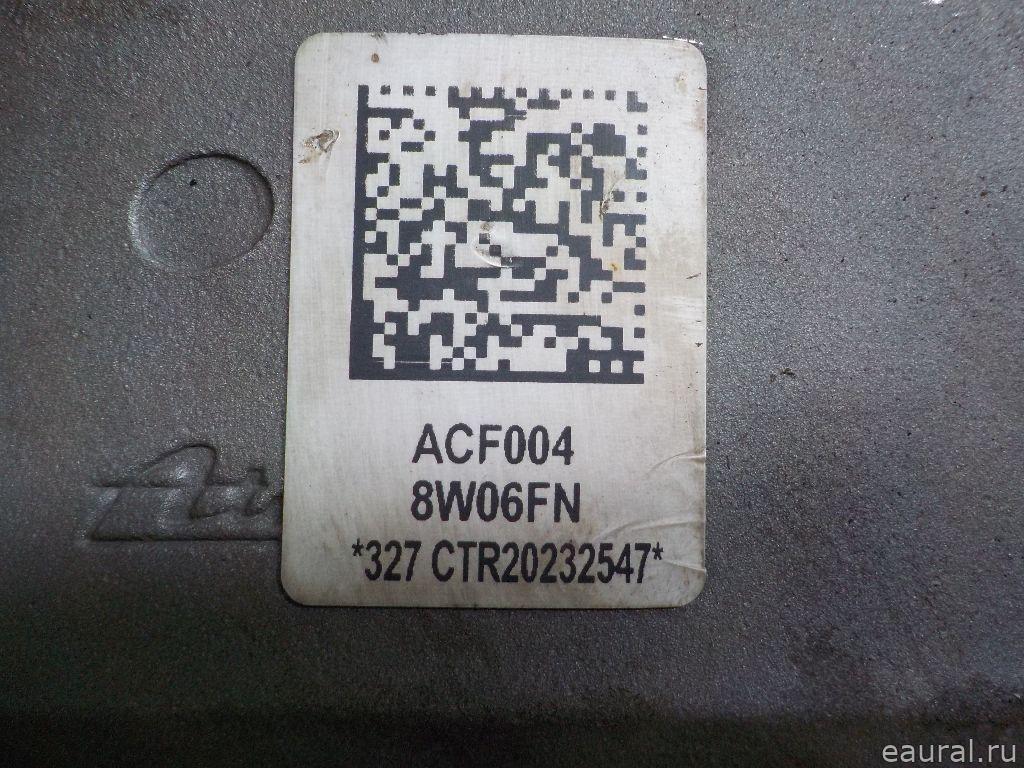 ACF004
8W06FN
*327 CTR20232547*
eaural.ru